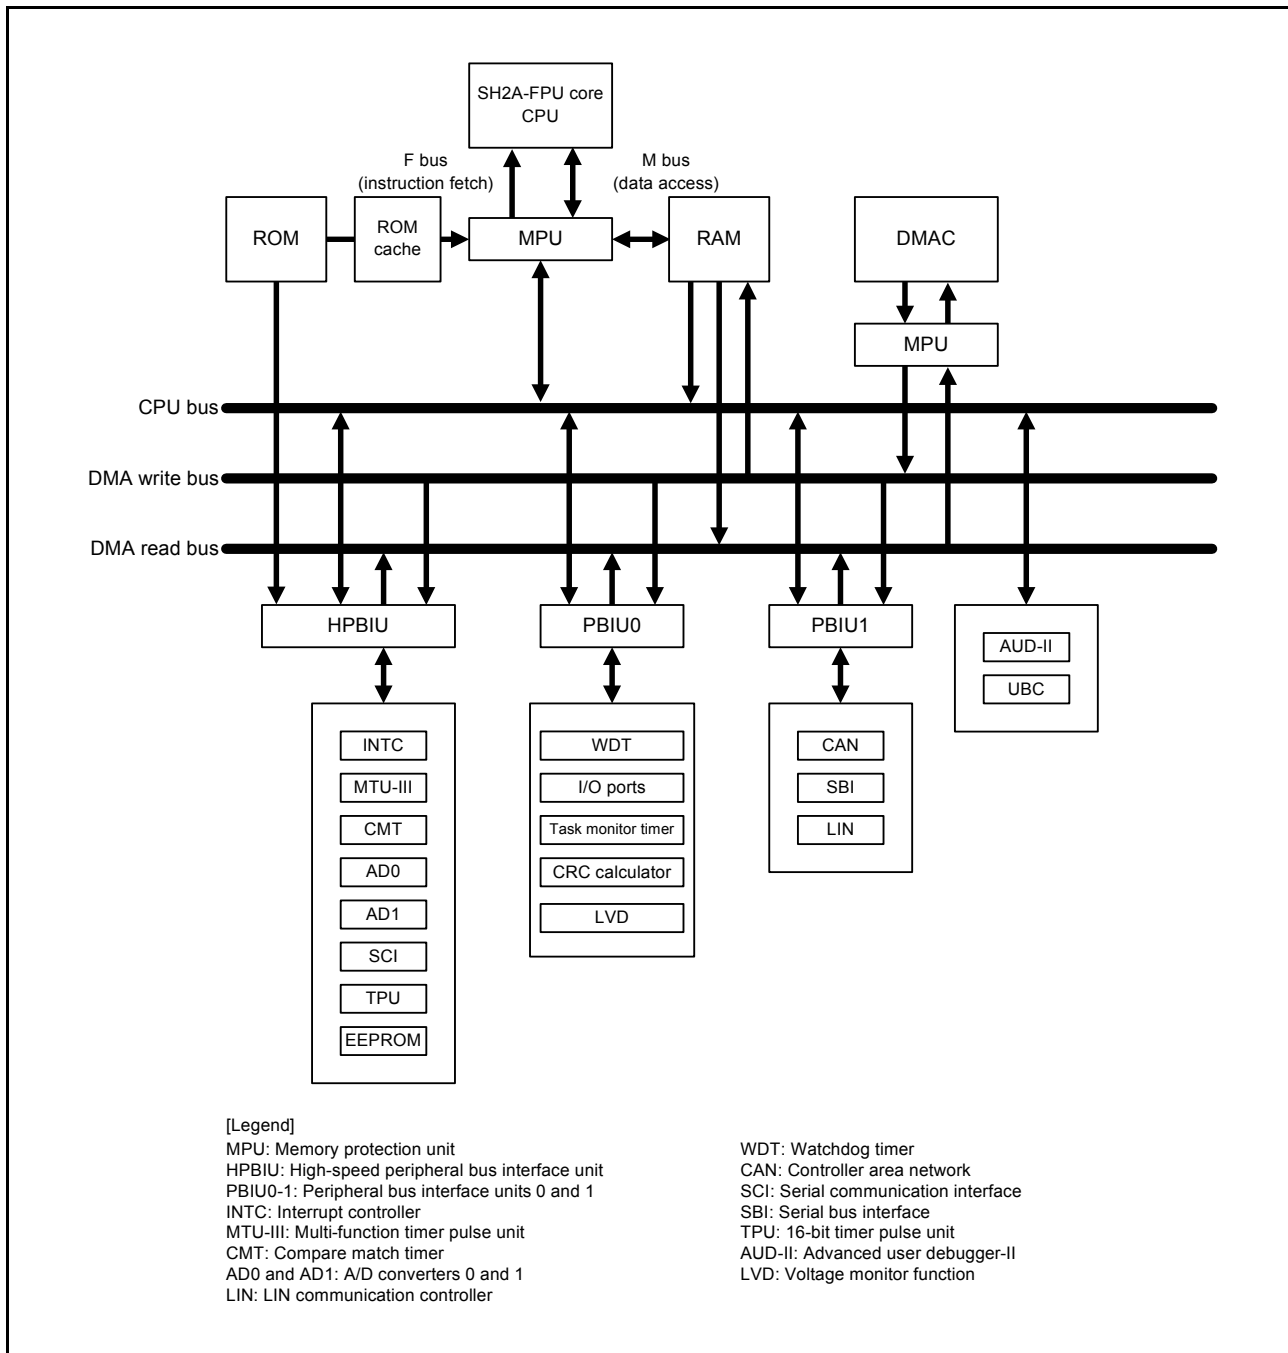 SH2A-FPU core
CPU
F bus
(instruction fetch)
M bus
(data access)
ROM
ROM
cache
MPU
RAM
DMAC
MPU
CPU bus
DMA write bus
DMA read bus
HPBIU
PBIU0
PBIU1
AUD-II
UBC
INTC
MTU-III
CMT
AD0
AD1
SCI
TPU
EEPROM
WDT
I/O ports
Task monitor timer
CRC calculator
LVD
CAN
SBI
LIN
[Legend]
MPU: Memory protection unit
HPBIU: High-speed peripheral bus interface unit
PBIU0-1: Peripheral bus interface units 0 and 1
INTC: Interrupt controller
MTU-III: Multi-function timer pulse unit
CMT: Compare match timer
AD0 and AD1: A/D converters 0 and 1
LIN: LIN communication controller
WDT: Watchdog timer
CAN: Controller area network
SCI: Serial communication interface
SBI: Serial bus interface
TPU: 16-bit timer pulse unit
AUD-II: Advanced user debugger-II
LVD: Voltage monitor function